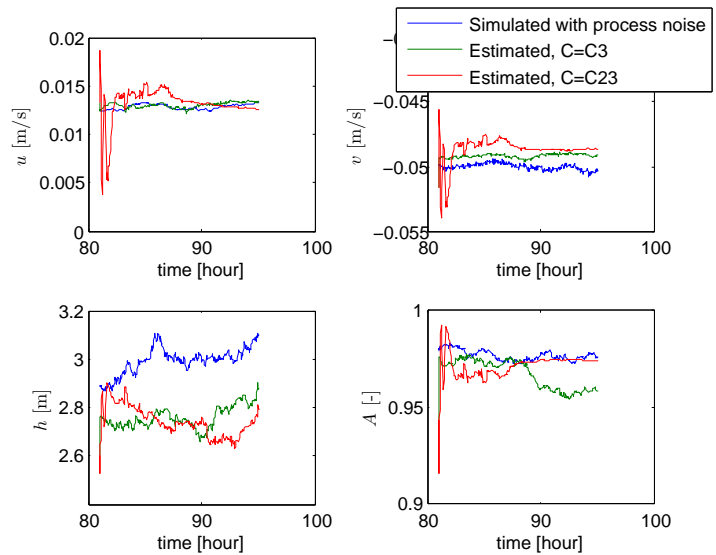 Simulated with process noise
Estimated, C=C3
Estimated, C=C23
0.02
0.015
0.01
0.005
0
u [m/s]
80 90 100
time [hour]
-0.045
-0.05
-0.055
v [m/s]
80 90 100
time [hour]
3.2
3
2.8
2.6
h [m]
80 90 100
time [hour]
1
0.95
0.9
A [-]
80 90 100
time [hour]